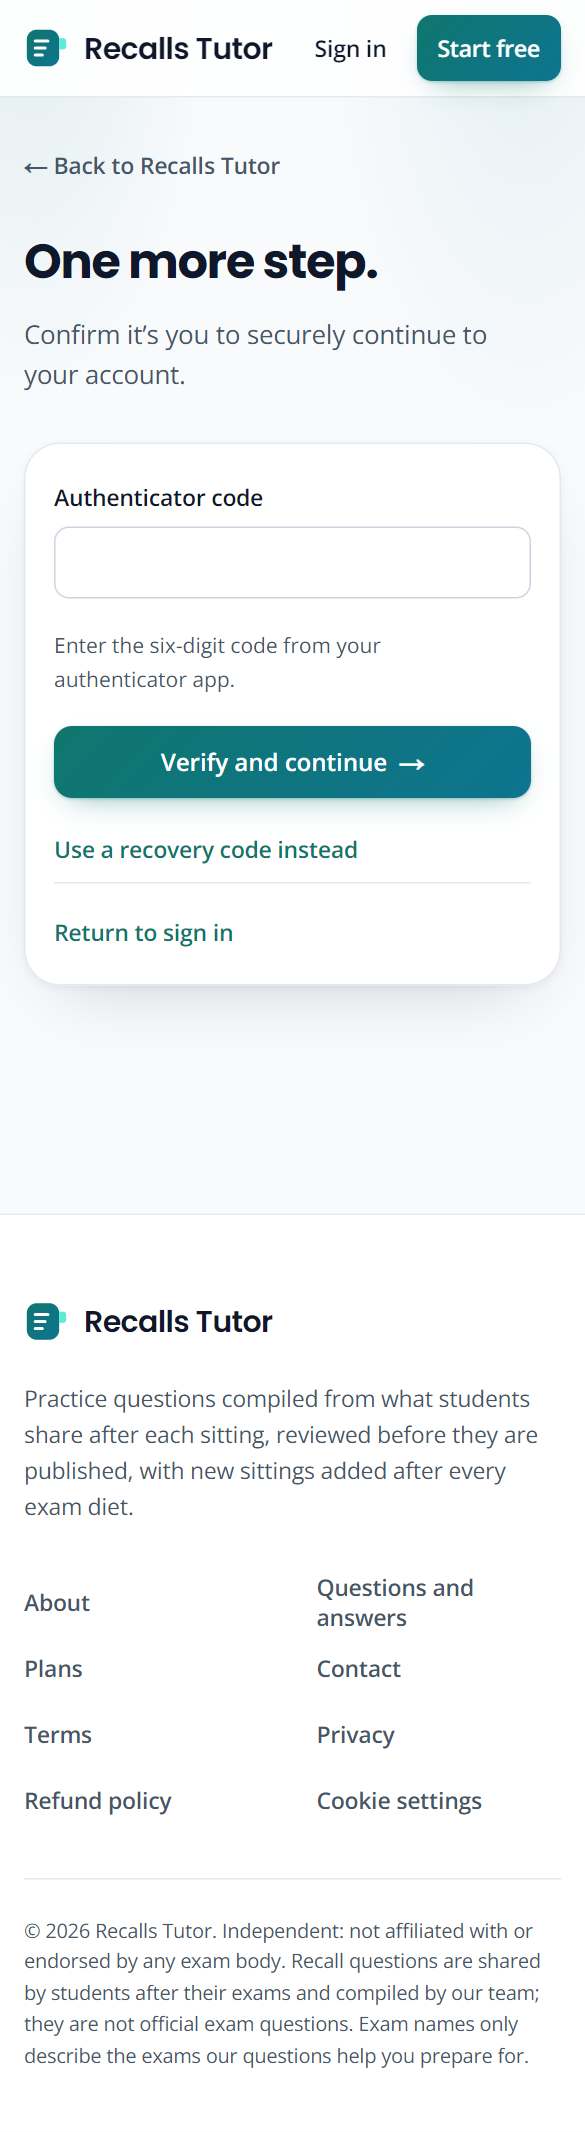 Recalls Tutor
Sign in
Start free
← Back to Recalls Tutor
One more step.
Confirm it’s you to securely continue to
your account.
Authenticator code
Enter the six-digit code from your
authenticator app.
Verify and continue →
Use a recovery code instead
Return to sign in
Recalls Tutor
Practice questions compiled from what students
share after each sitting, reviewed before they are
published, with new sittings added after every
exam diet.
About
Questions and
answers
Plans
Contact
Terms
Privacy
Refund policy
Cookie settings
© 2026 Recalls Tutor. Independent: not affiliated with or
endorsed by any exam body. Recall questions are shared
by students after their exams and compiled by our team;
they are not official exam questions. Exam names only
describe the exams our questions help you prepare for.